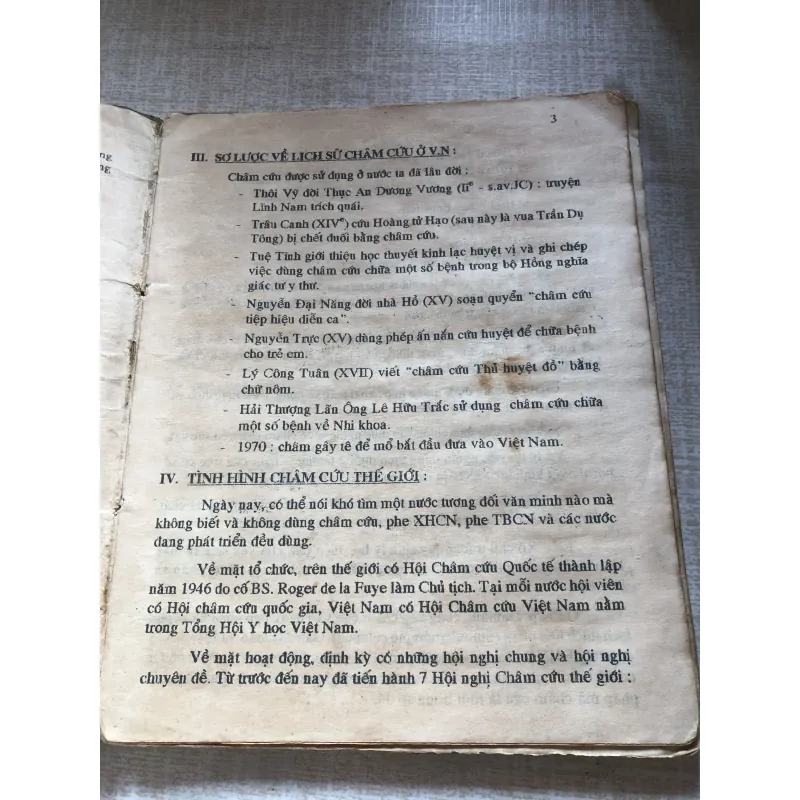 ng
ng
3
III. SƠ LƯỢC VỀ LỊCH SỬ CHÂM CỨU Ở V.N :
Châm cứu được sử dụng ở nước ta đã lâu đời :
- Thôi Vỹ đời Thục An Dương Vương (IIe - s.av.JC) : truyện
Lĩnh Nam trích quái.
- Trâu Canh (XIVe) cứu Hoàng tử Hạo (sau này là vua Trần Dụ
Tông) bị chết đuối bằng châm cứu.
- Tuệ Tĩnh giới thiệu học thuyết kinh lạc huyệt vị và ghi chép
việc dùng châm cứu chữa một số bệnh trong bộ Hồng nghĩa
giác tư y thư.
- Nguyễn Đại Năng đời nhà Hồ (XV) soạn quyển "châm cứu
tiệp hiệu diễn ca".
- Nguyễn Trực (XV) dùng phép ấn nắn cứu huyệt để chữa bệnh
cho trẻ em.
- Lý Công Tuân (XVII) viết "châm cứu Thủ huyệt đồ" bằng
chữ nôm.
- Hải Thượng Lãn Ông Lê Hữu Trắc sử dụng châm cứu chữa
một số bệnh về Nhi khoa.
- 1970 : châm gây tê để mổ bắt đầu đưa vào Việt Nam.
IV. TÌNH HÌNH CHÂM CỨU THẾ GIỚI :
Ngày nay, có thể nói khó tìm một nước tương đối văn minh nào mà
không biết và không dùng châm cứu, phe XHCN, phe TBCN và các nước
đang phát triển đều dùng.
Về mặt tổ chức, trên thế giới có Hội Châm cứu Quốc tế thành lập
năm 1946 do cố BS. Roger de la Fuye làm Chủ tịch. Tại mỗi nước hội viên
có Hội châm cứu quốc gia, Việt Nam có Hội Châm cứu Việt Nam nằm
trong Tổng Hội Y học Việt Nam.
Về mặt hoạt động, định kỳ có những hội nghị chung và hội nghị
chuyên đề. Từ trước đến nay đã tiến hành 7 Hội nghị Châm cứu thế giới :